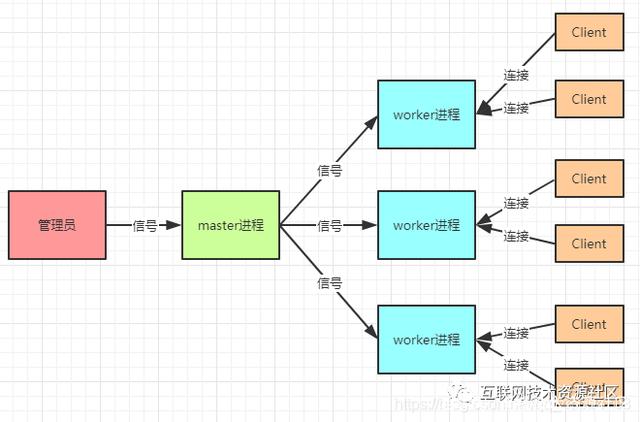 Client
连接
连接
Client
worker进程
信号
Client
连接
管理员
信号
master进程
信号
worker进程
连接
Client
信号
Client
worker进程
连接
连接
Client
互联网技术资源社区